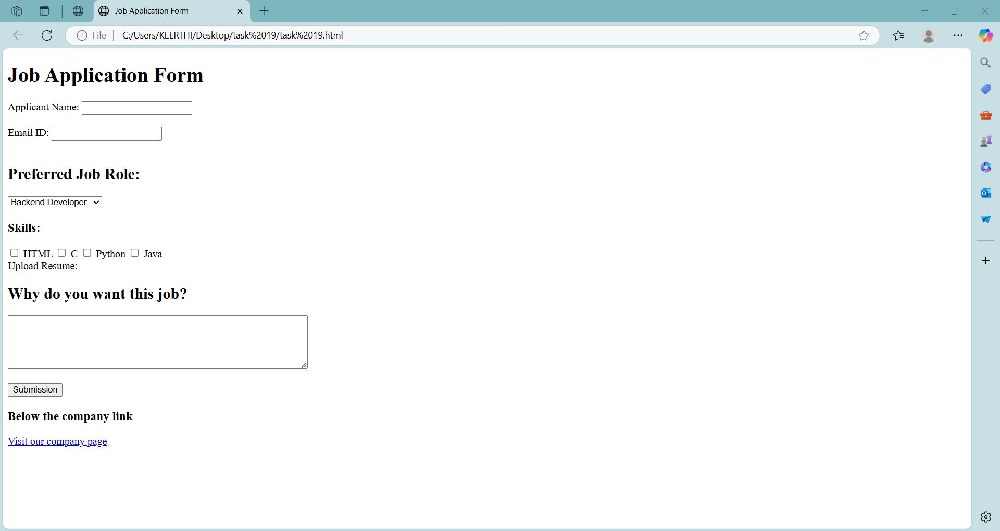 Job Application Form
File
C:/Users/KEERTHI/Desktop/task%2019/task%2019.html
Job Application Form
Applicant Name:
Email ID:
Preferred Job Role:
Backend Developer
Skills:
HTML C Python Java
Upload Resume:
Why do you want this job?
Submission
Below the company link
Visit our company page